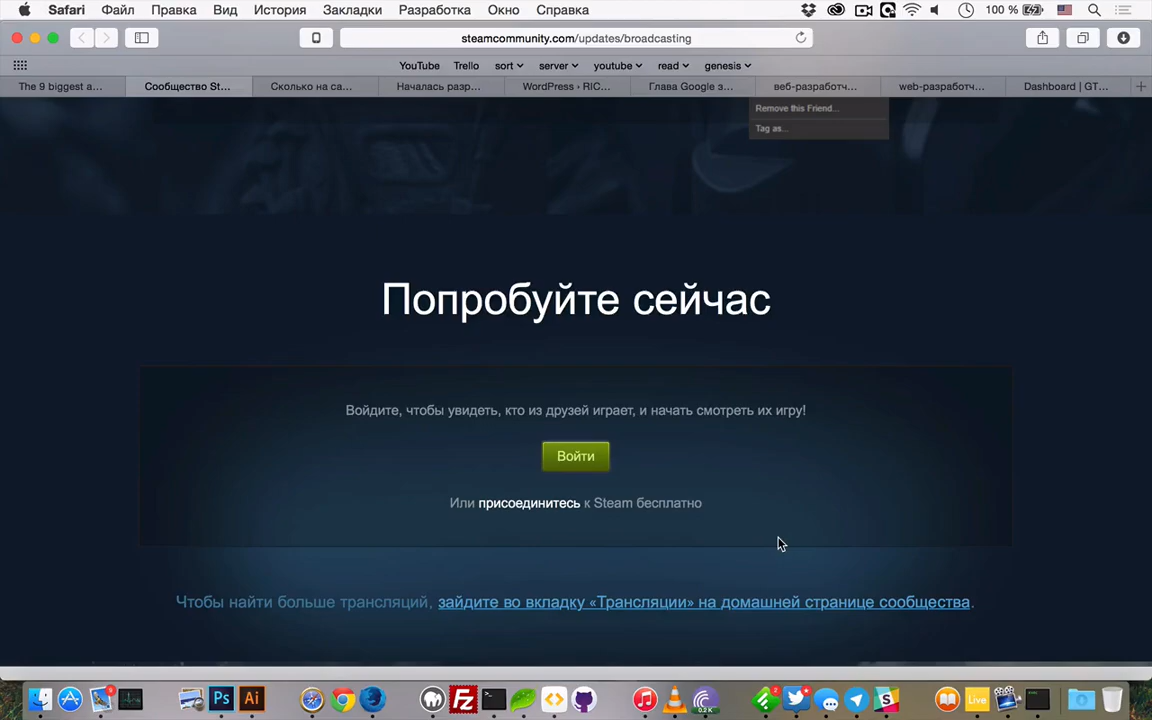 Safari Файл Правка Вид История Закладки Разработка Окно Справка 100 %
steamcommunity.com/updates/broadcasting
YouTube Trello sort server youtube read genesis
The 9 biggest a... Сообщество St... Сколько на са... Началась разр... WordPress › RIC... Глава Google з... веб-разработч... web-разработч... Dashboard | GT...
Remove this Friend...
Tag as...
Попробуйте сейчас
Войдите, чтобы увидеть, кто из друзей играет, и начать смотреть их игру!
Войти
Или присоединитесь к Steam бесплатно
Чтобы найти больше трансляций, зайдите во вкладку «Трансляции» на домашней странице сообщества.
Ps Ai Fz Live